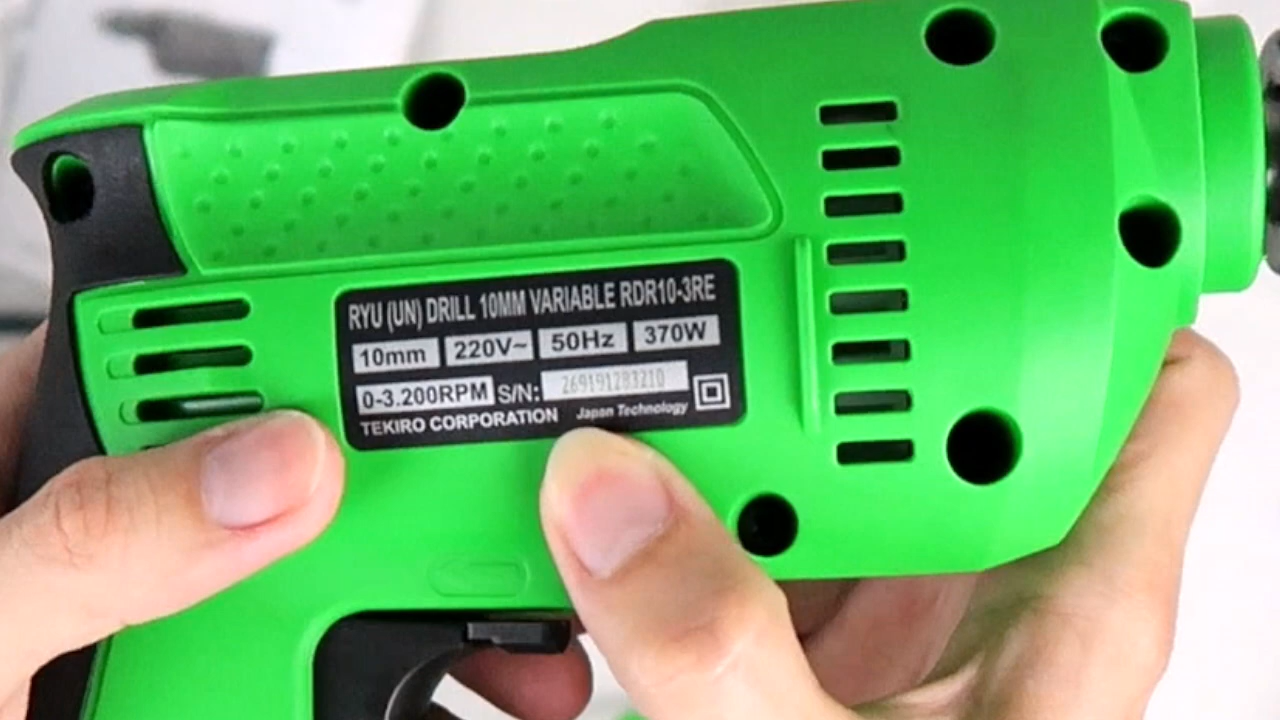 RYU (UN) DRILL 10MM VARIABLE RDR10-3RE
10mm 220V~ 50Hz 370W
0-3.200RPM S/N: 269191283210
TEKIRO CORPORATION Japan Technology